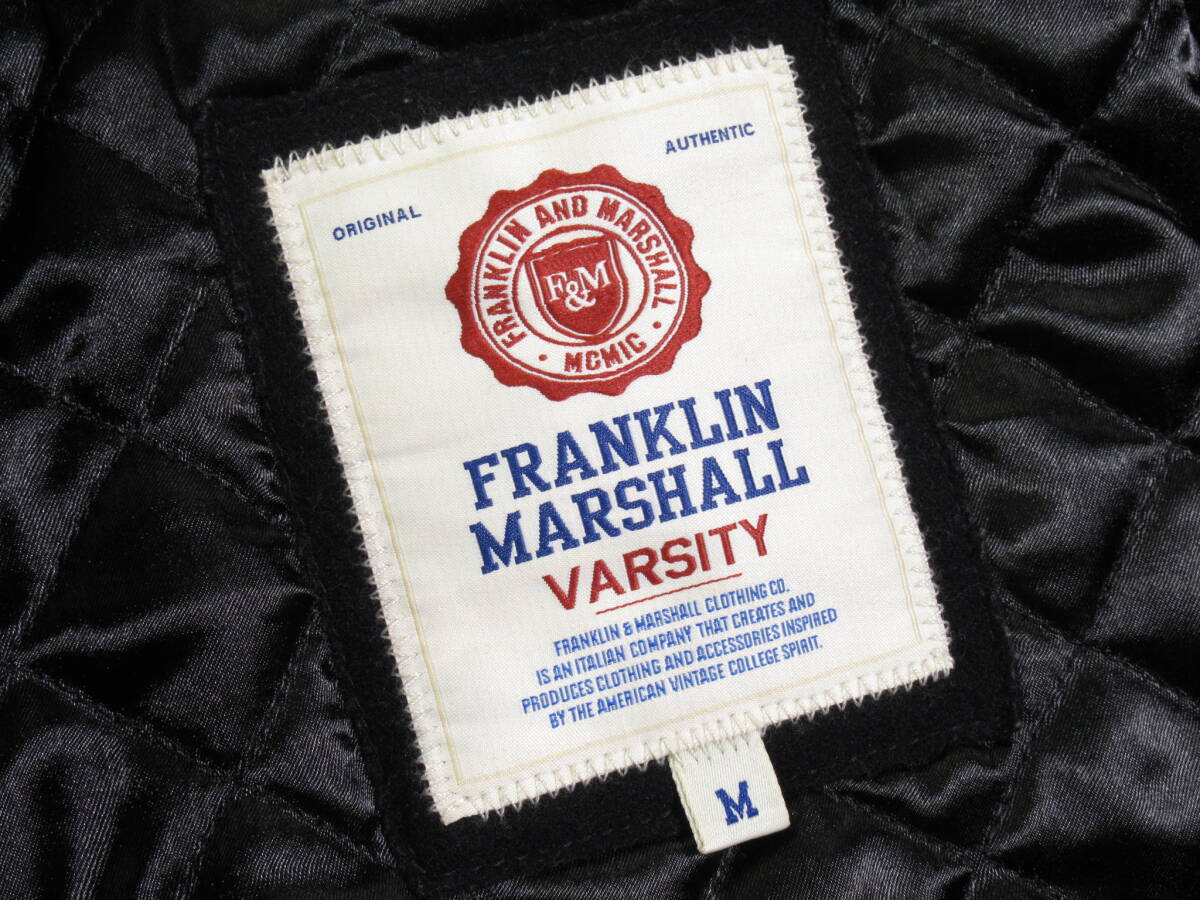 ORIGINAL
AUTHENTIC
FRANKLIN AND MARSHALL
F&M
• MCMIC •
FRANKLIN
MARSHALL
VARSITY
FRANKLIN & MARSHALL CLOTHING CO.
IS AN ITALIAN COMPANY THAT CREATES AND
PRODUCES CLOTHING AND ACCESSORIES INSPIRED
BY THE AMERICAN VINTAGE COLLEGE SPIRIT.
M